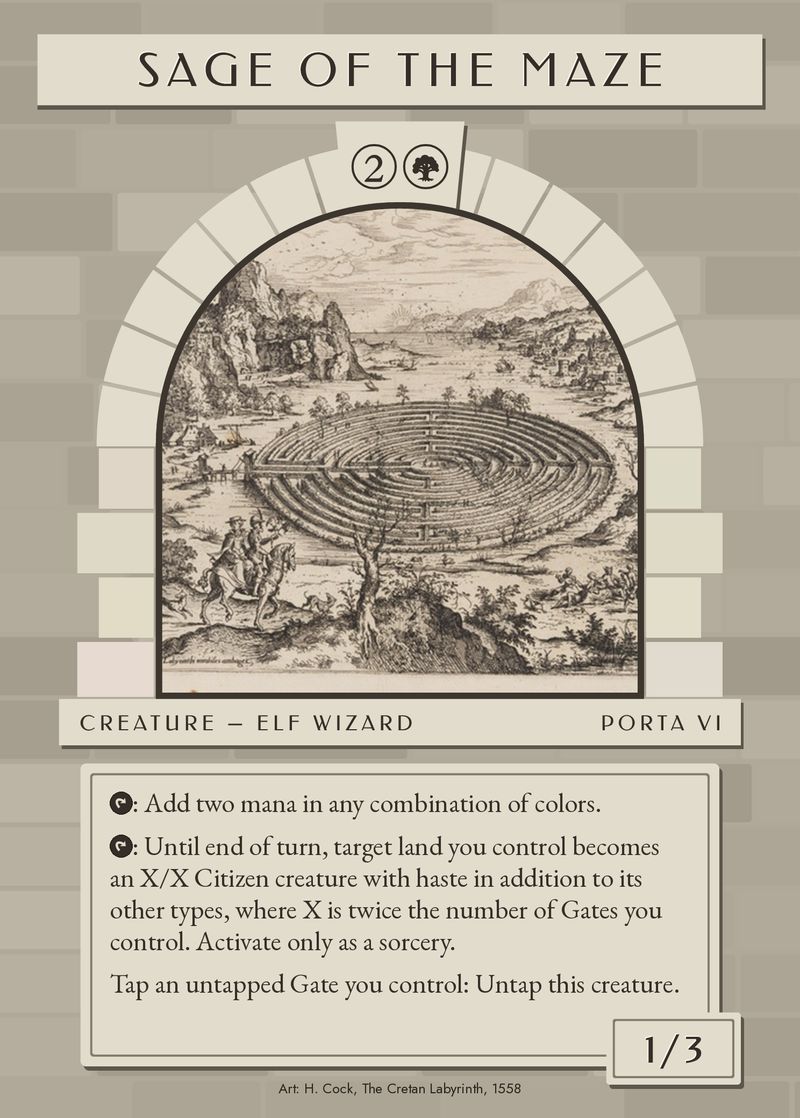 SAGE OF THE MAZE
2
CREATURE – ELF WIZARD PORTA VI
: Add two mana in any combination of colors.
: Until end of turn, target land you control becomes
an X/X Citizen creature with haste in addition to its
other types, where X is twice the number of Gates you
control. Activate only as a sorcery.
Tap an untapped Gate you control: Untap this creature.
1/3
Art: H. Cock, The Cretan Labyrinth, 1558